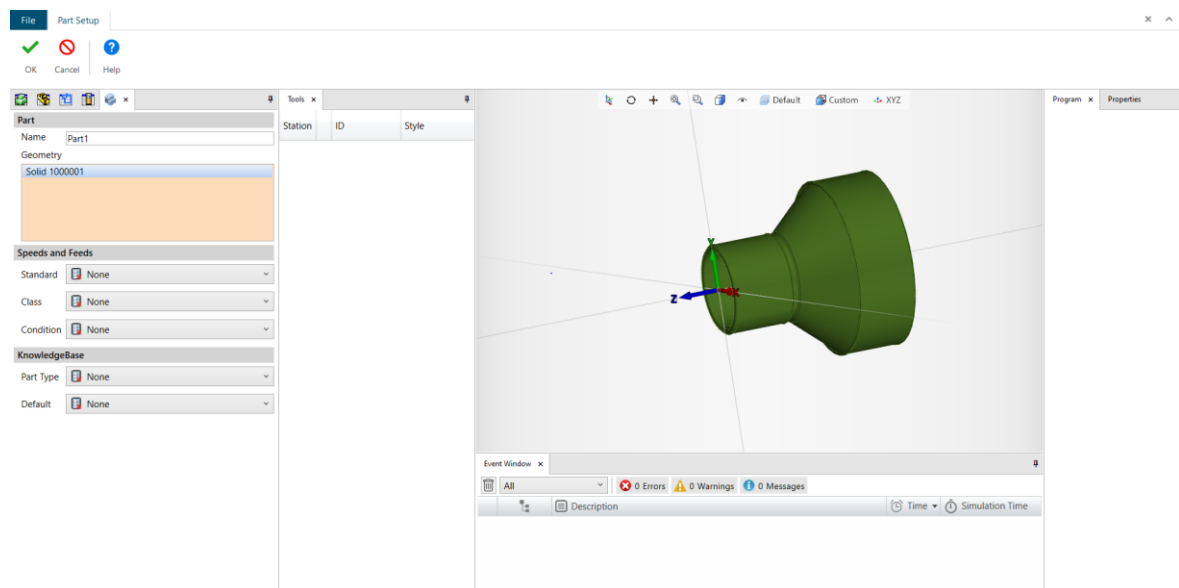 File Part Setup
OK Cancel Help
Tools
Default Custom XYZ
Program Properties
Part
Name Part1
Geometry
Solid 1000001
Station ID Style
Speeds and Feeds
Standard None
Class None
Condition None
KnowledgeBase
Part Type None
Default None
Y
Z X
Event Window
All 0 Errors 0 Warnings 0 Messages
Description Time Simulation Time